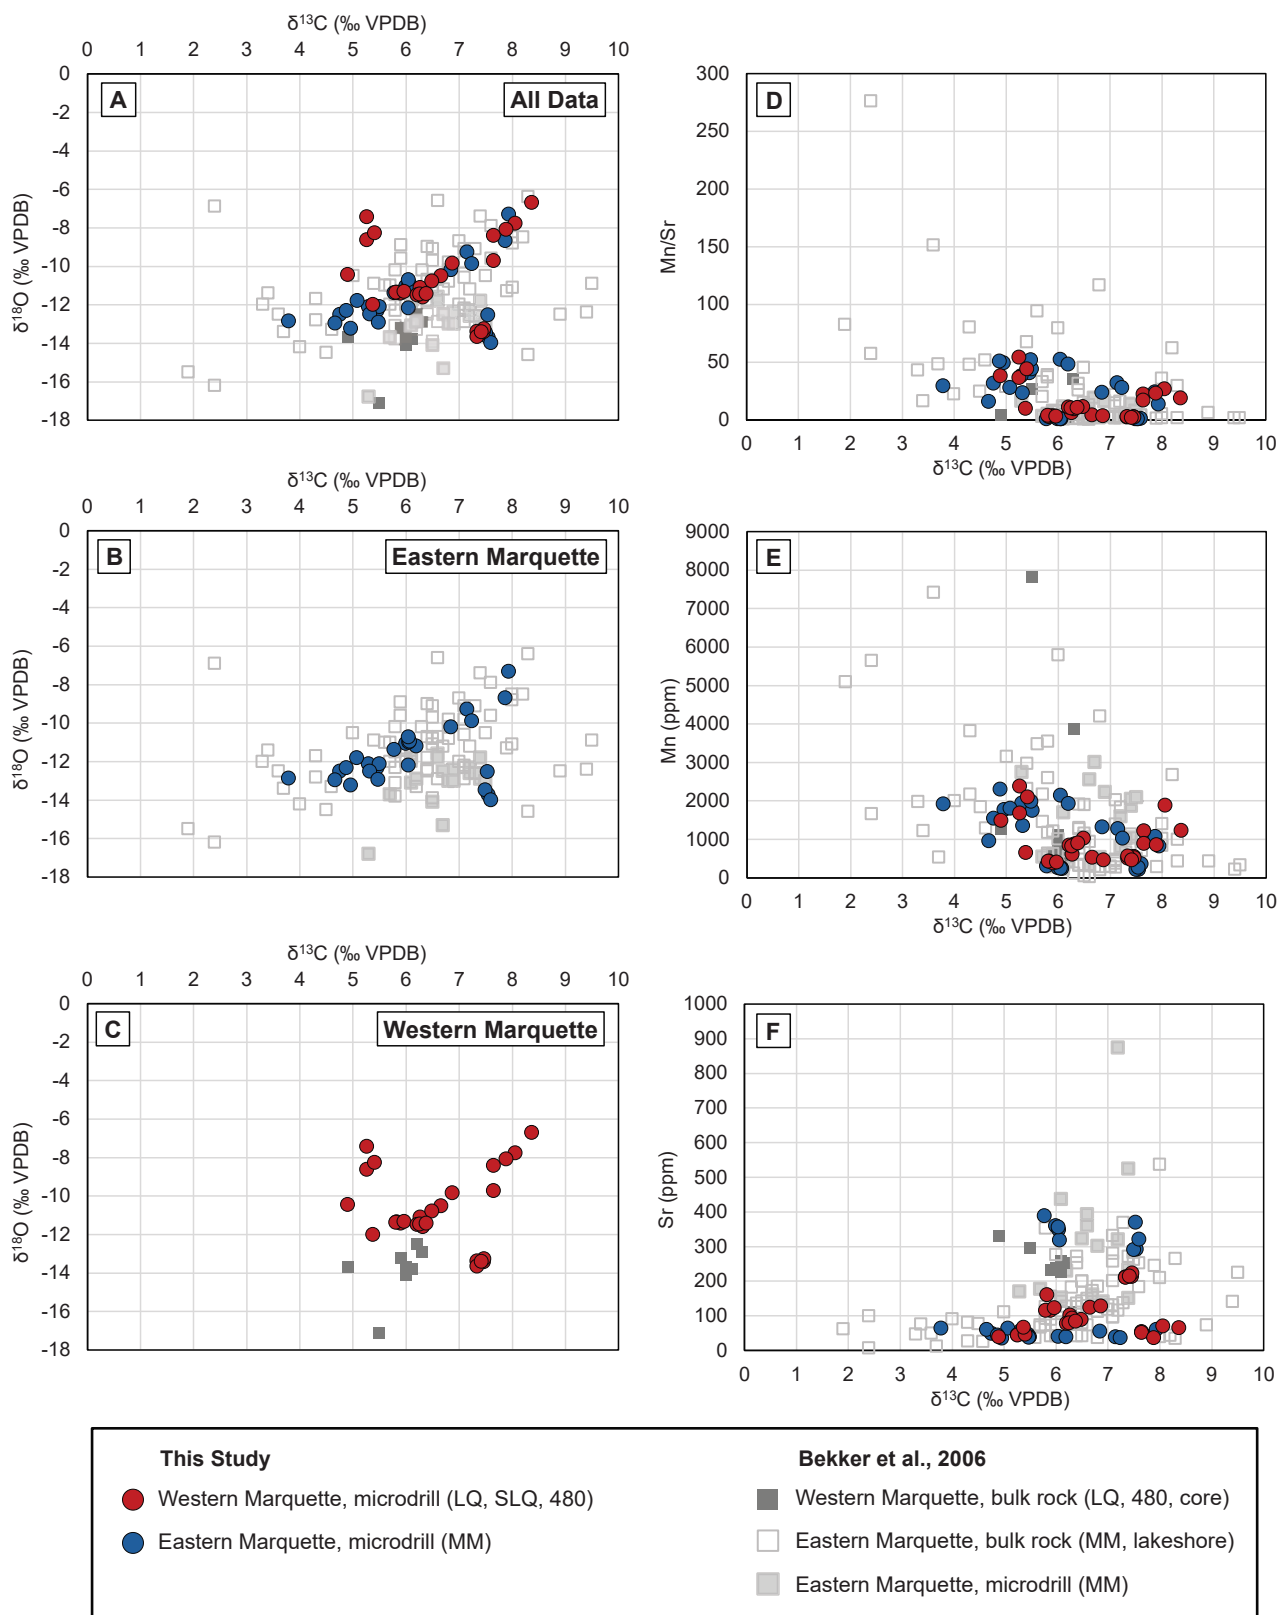 δ13C (‰ VPDB)
0 1 2 3 4 5 6 7 8 9 10
A
All Data
0
-2
-4
-6
-8
-10
-12
-14
-16
-18
δ18O (‰ VPDB)
δ13C (‰ VPDB)
0 1 2 3 4 5 6 7 8 9 10
B
Eastern Marquette
0
-2
-4
-6
-8
-10
-12
-14
-16
-18
δ18O (‰ VPDB)
δ13C (‰ VPDB)
0 1 2 3 4 5 6 7 8 9 10
C
Western Marquette
0
-2
-4
-6
-8
-10
-12
-14
-16
-18
δ18O (‰ VPDB)
D
300
250
200
150
100
50
0
Mn/Sr
0 1 2 3 4 5 6 7 8 9 10
δ13C (‰ VPDB)
E
9000
8000
7000
6000
5000
4000
3000
2000
1000
0
Mn (ppm)
0 1 2 3 4 5 6 7 8 9 10
δ13C (‰ VPDB)
F
1000
900
800
700
600
500
400
300
200
100
0
Sr (ppm)
0 1 2 3 4 5 6 7 8 9 10
δ13C (‰ VPDB)
This Study
Western Marquette, microdrill (LQ, SLQ, 480)
Eastern Marquette, microdrill (MM)
Bekker et al., 2006
Western Marquette, bulk rock (LQ, 480, core)
Eastern Marquette, bulk rock (MM, lakeshore)
Eastern Marquette, microdrill (MM)